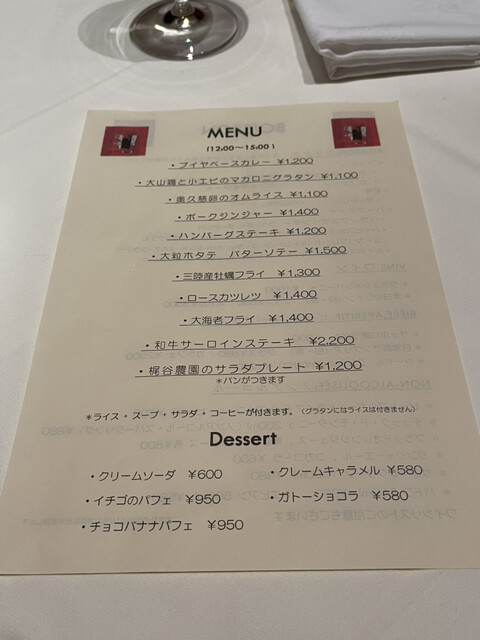 MENU
(12:00〜15:00)
・ブイヤベースカレー ¥1,200
・大山鶏と小エビのマカロニグラタン ¥1,100
・奥久慈卵のオムライス ¥1,100
・ポークジンジャー ¥1,400
・ハンバーグステーキ ¥1,200
・大粒ホタテ バターソテー ¥1,500
・三陸産牡蠣フライ ¥1,300
・ロースカツレツ ¥1,400
・大海老フライ ¥1,400
・和牛サーロインステーキ ¥2,200
・梶谷農園のサラダプレート ¥1,200
*パンがつきます
*ライス + スープ + サラダ + コーヒーが付きます。(グラタンにはライスは付きません)
Dessert
・クリームソーダ ¥600 ・クレームキャラメル ¥580
・イチゴのパフェ ¥950 ・ガトーショコラ ¥580
・チョコバナナパフェ ¥950